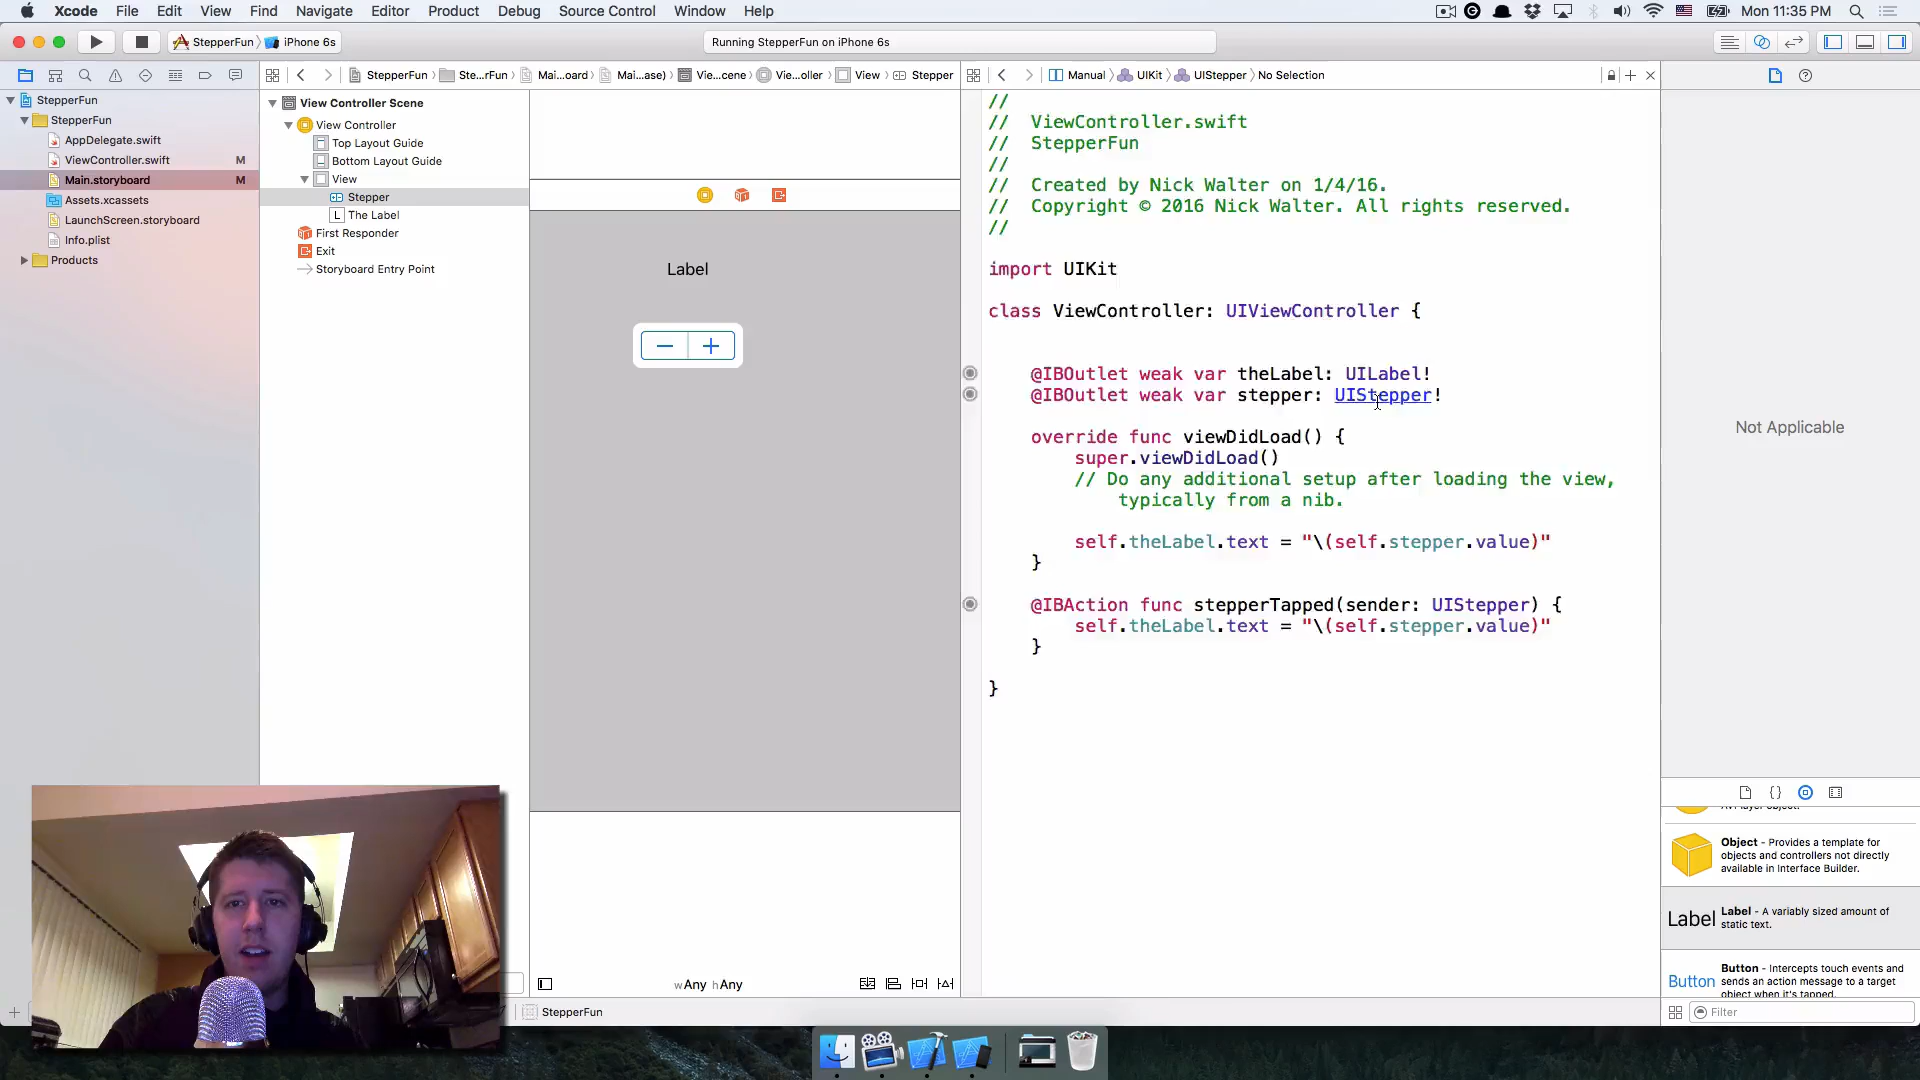 Xcode File Edit View Find Navigate Editor Product Debug Source Control Window Help
Mon 11:35 PM
StepperFun iPhone 6s
Running StepperFun on iPhone 6s
StepperFun Ste...rFun Mai...oard Mai...ase) Vie...cene Vie...oller View Stepper
Manual UIKit UIStepper No Selection
StepperFun
StepperFun
AppDelegate.swift
ViewController.swift M
Main.storyboard M
Assets.xcassets
LaunchScreen.storyboard
Info.plist
Products
View Controller Scene
View Controller
Top Layout Guide
Bottom Layout Guide
View
Stepper
L The Label
First Responder
Exit
Storyboard Entry Point
Label
wAny hAny
StepperFun
//
// ViewController.swift
// StepperFun
//
// Created by Nick Walter on 1/4/16.
// Copyright © 2016 Nick Walter. All rights reserved.
//
import UIKit
class ViewController: UIViewController {
@IBOutlet weak var theLabel: UILabel!
@IBOutlet weak var stepper: UIStepper!
override func viewDidLoad() {
super.viewDidLoad()
// Do any additional setup after loading the view,
typically from a nib.
self.theLabel.text = "\(self.stepper.value)"
}
@IBAction func stepperTapped(sender: UIStepper) {
self.theLabel.text = "\(self.stepper.value)"
}
}
Not Applicable
Object - Provides a template for
objects and controllers not directly
available in Interface Builder.
Label Label - A variably sized amount of
static text.
Button Button - Intercepts touch events and
sends an action message to a target
object when it's tapped.
Filter